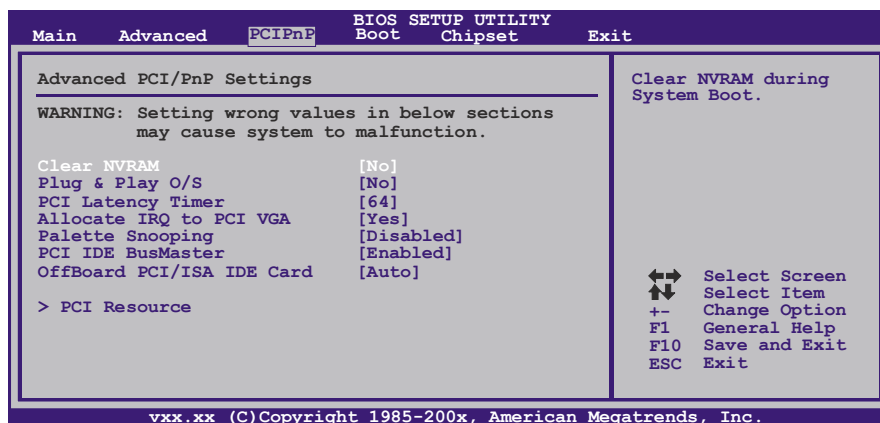 BIOS SETUP UTILITY
Main Advanced PCIPnP Boot Chipset Exit
Advanced PCI/PnP Settings
WARNING: Setting wrong values in below sections
may cause system to malfunction.
Clear NVRAM [No]
Plug & Play O/S [No]
PCI Latency Timer [64]
Allocate IRQ to PCI VGA [Yes]
Palette Snooping [Disabled]
PCI IDE BusMaster [Enabled]
OffBoard PCI/ISA IDE Card [Auto]
> PCI Resource
Clear NVRAM during
System Boot.
Select Screen
Select Item
+- Change Option
F1 General Help
F10 Save and Exit
ESC Exit
vxx.xx (C)Copyright 1985-200x, American Megatrends, Inc.